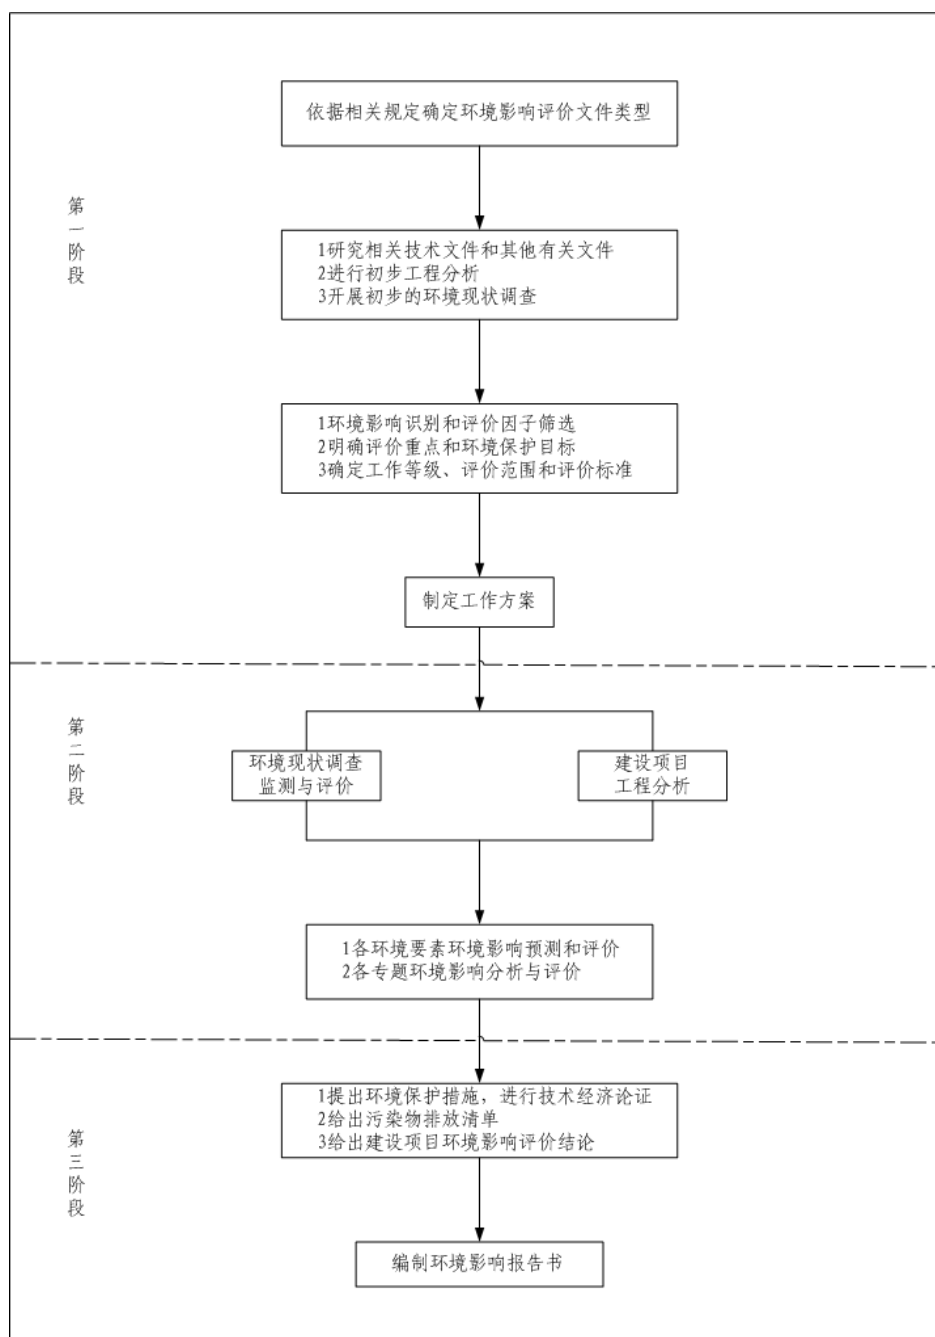 依据相关规定确定环境影响评价文件类型
第一阶段
1研究相关技术文件和其他有关文件
2进行初步工程分析
3开展初步的环境现状调查
1环境影响识别和评价因子筛选
2明确评价重点和环境保护目标
3确定工作等级、评价范围和评价标准
制定工作方案
第二阶段
环境现状调查
监测与评价
建设项目
工程分析
1各环境要素环境影响预测和评价
2各专题环境影响分析与评价
第三阶段
1提出环境保护措施，进行技术经济论证
2给出污染物排放清单
3给出建设项目环境影响评价结论
编制环境影响报告书